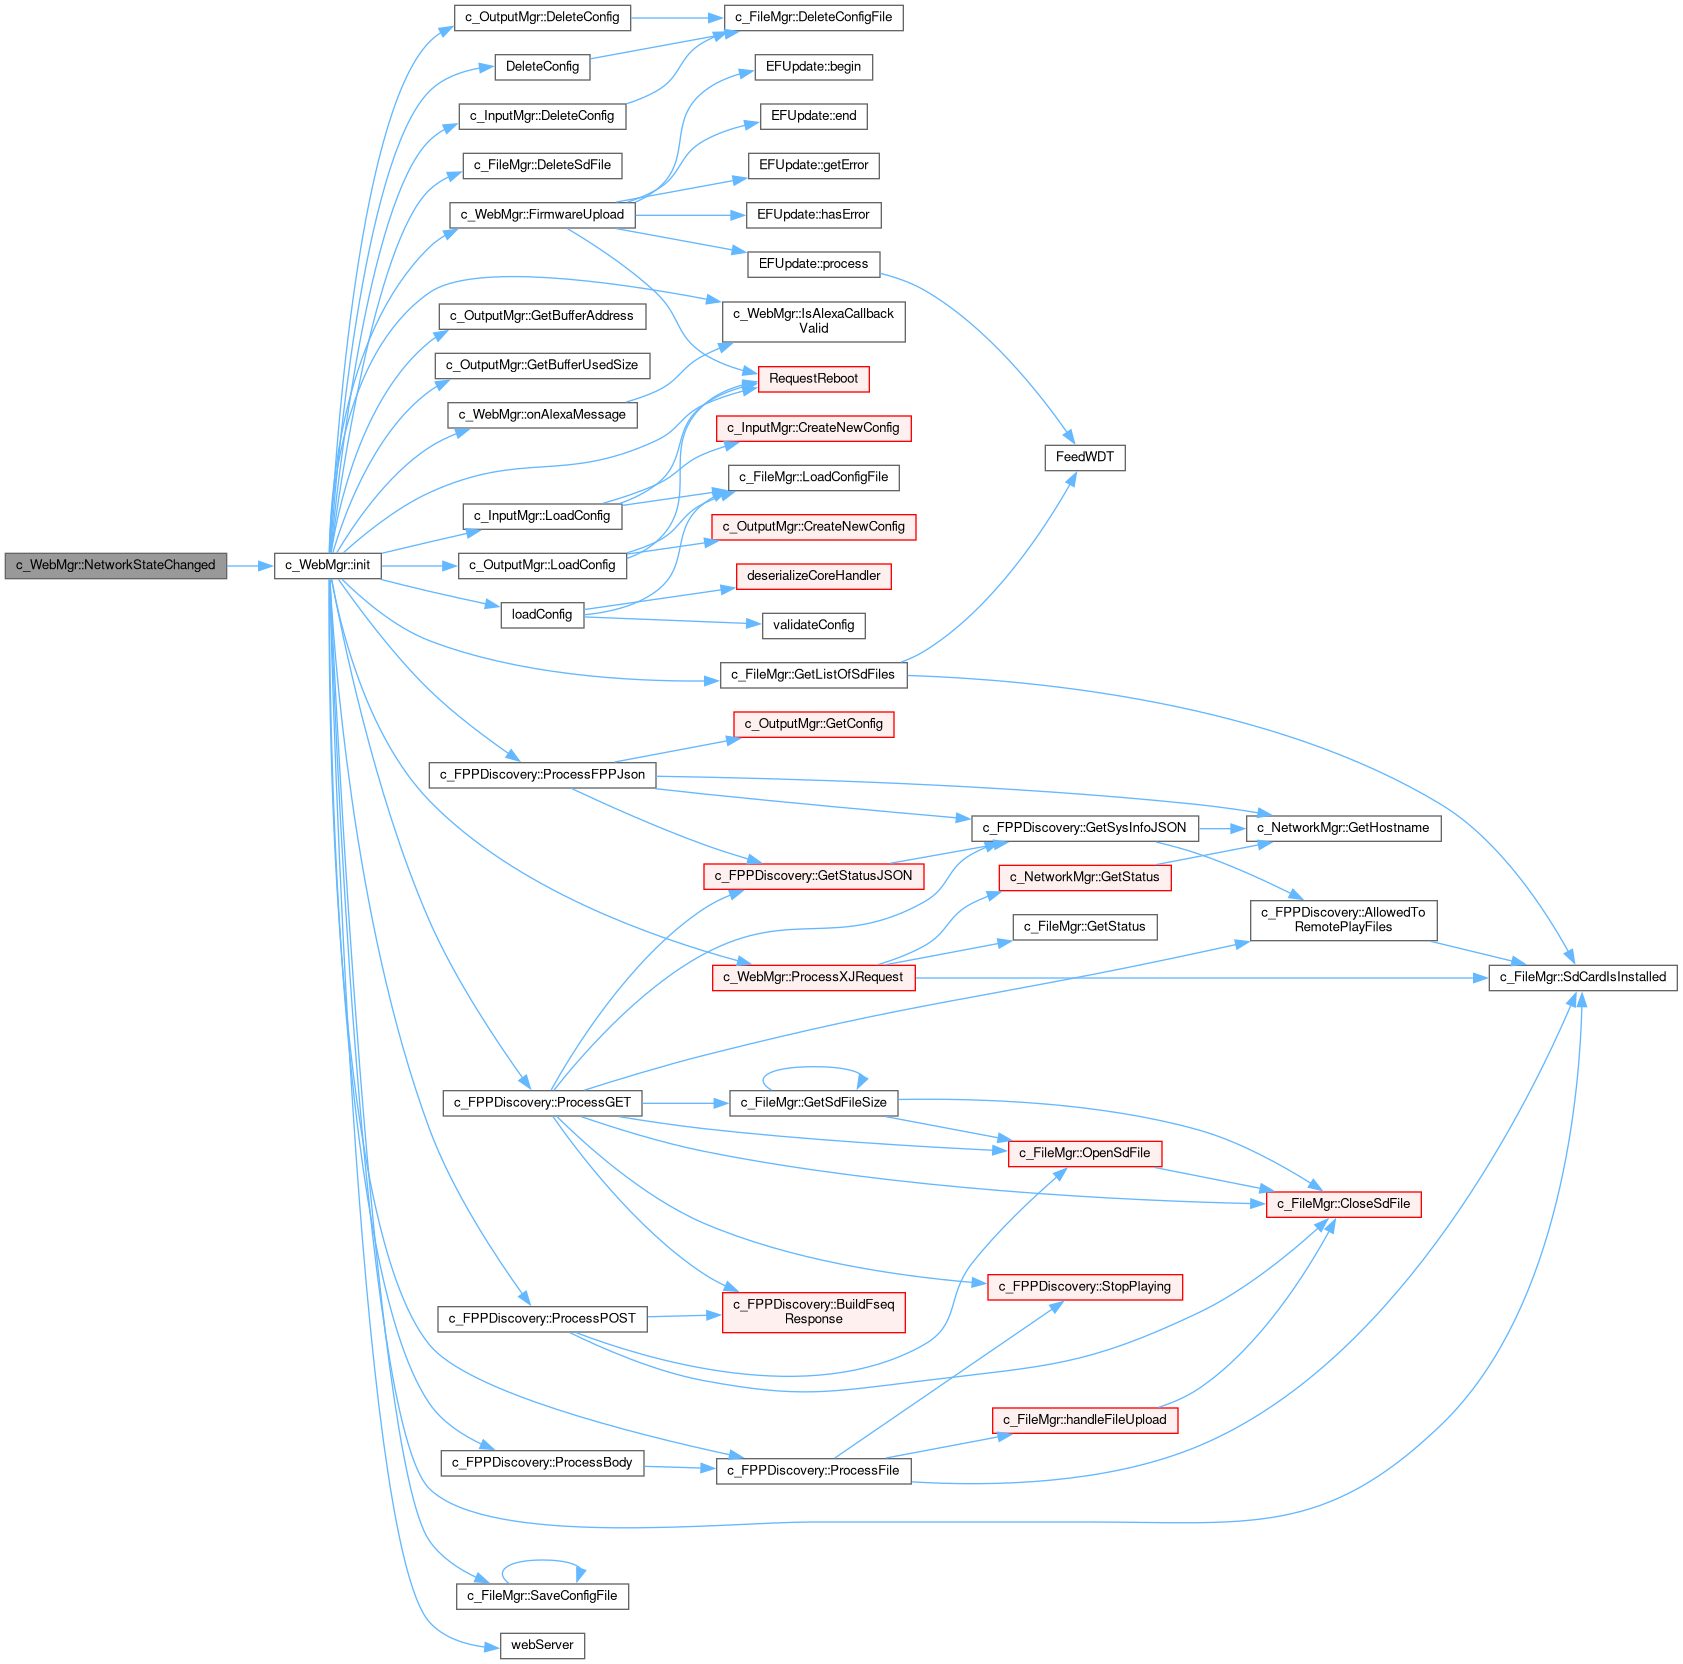 c_OutputMgr::DeleteConfig
c_FileMgr::DeleteConfigFile
DeleteConfig
EFUpdate::begin
c_InputMgr::DeleteConfig
EFUpdate::end
c_FileMgr::DeleteSdFile
EFUpdate::getError
c_WebMgr::FirmwareUpload
EFUpdate::hasError
EFUpdate::process
c_OutputMgr::GetBufferAddress
c_WebMgr::IsAlexaCallback
Valid
c_OutputMgr::GetBufferUsedSize
RequestReboot
c_WebMgr::onAlexaMessage
c_InputMgr::CreateNewConfig
FeedWDT
c_FileMgr::LoadConfigFile
c_InputMgr::LoadConfig
c_OutputMgr::CreateNewConfig
c_WebMgr::NetworkStateChanged
c_WebMgr::init
c_OutputMgr::LoadConfig
deserializeCoreHandler
loadConfig
validateConfig
c_FileMgr::GetListOfSdFiles
c_OutputMgr::GetConfig
c_FPPDiscovery::ProcessFPPJson
c_FPPDiscovery::GetSysInfoJSON
c_NetworkMgr::GetHostname
c_FPPDiscovery::GetStatusJSON
c_NetworkMgr::GetStatus
c_FPPDiscovery::AllowedTo
RemotePlayFiles
c_FileMgr::GetStatus
c_WebMgr::ProcessXJRequest
c_FileMgr::SdCardIsInstalled
c_FPPDiscovery::ProcessGET
c_FileMgr::GetSdFileSize
c_FileMgr::OpenSdFile
c_FileMgr::CloseSdFile
c_FPPDiscovery::StopPlaying
c_FPPDiscovery::ProcessPOST
c_FPPDiscovery::BuildFseq
Response
c_FileMgr::handleFileUpload
c_FPPDiscovery::ProcessBody
c_FPPDiscovery::ProcessFile
c_FileMgr::SaveConfigFile
webServer